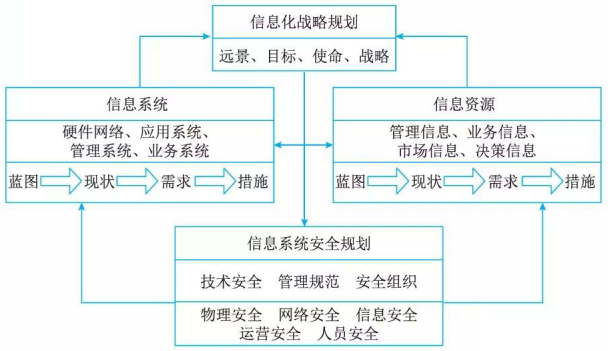 信息化战略规划
远景、目标、使命、战略
信息系统
硬件网络、应用系统、
管理系统、业务系统
蓝图 现状 需求 措施
信息资源
管理信息、业务信息、
市场信息、决策信息
蓝图 现状 需求 措施
信息系统安全规划
技术安全 管理规范 安全组织
物理安全 网络安全 信息安全
运营安全 人员安全